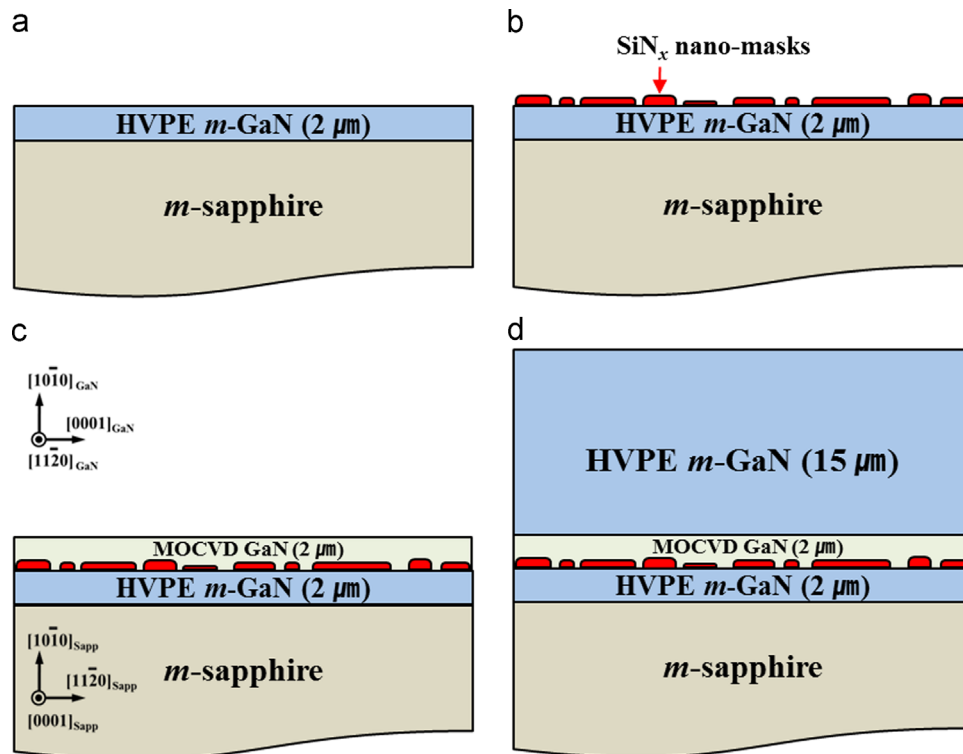 a
HVPE m-GaN (2 ㎛)
m-sapphire
b
SiNₓ nano-masks
HVPE m-GaN (2 ㎛)
m-sapphire
c
[101̄0]GaN
[0001]GaN
[112̄0]GaN
MOCVD GaN (2 ㎛)
HVPE m-GaN (2 ㎛)
[101̄0]Sapp
[112̄0]Sapp
[0001]Sapp
m-sapphire
d
HVPE m-GaN (15 ㎛)
MOCVD GaN (2 ㎛)
HVPE m-GaN (2 ㎛)
m-sapphire